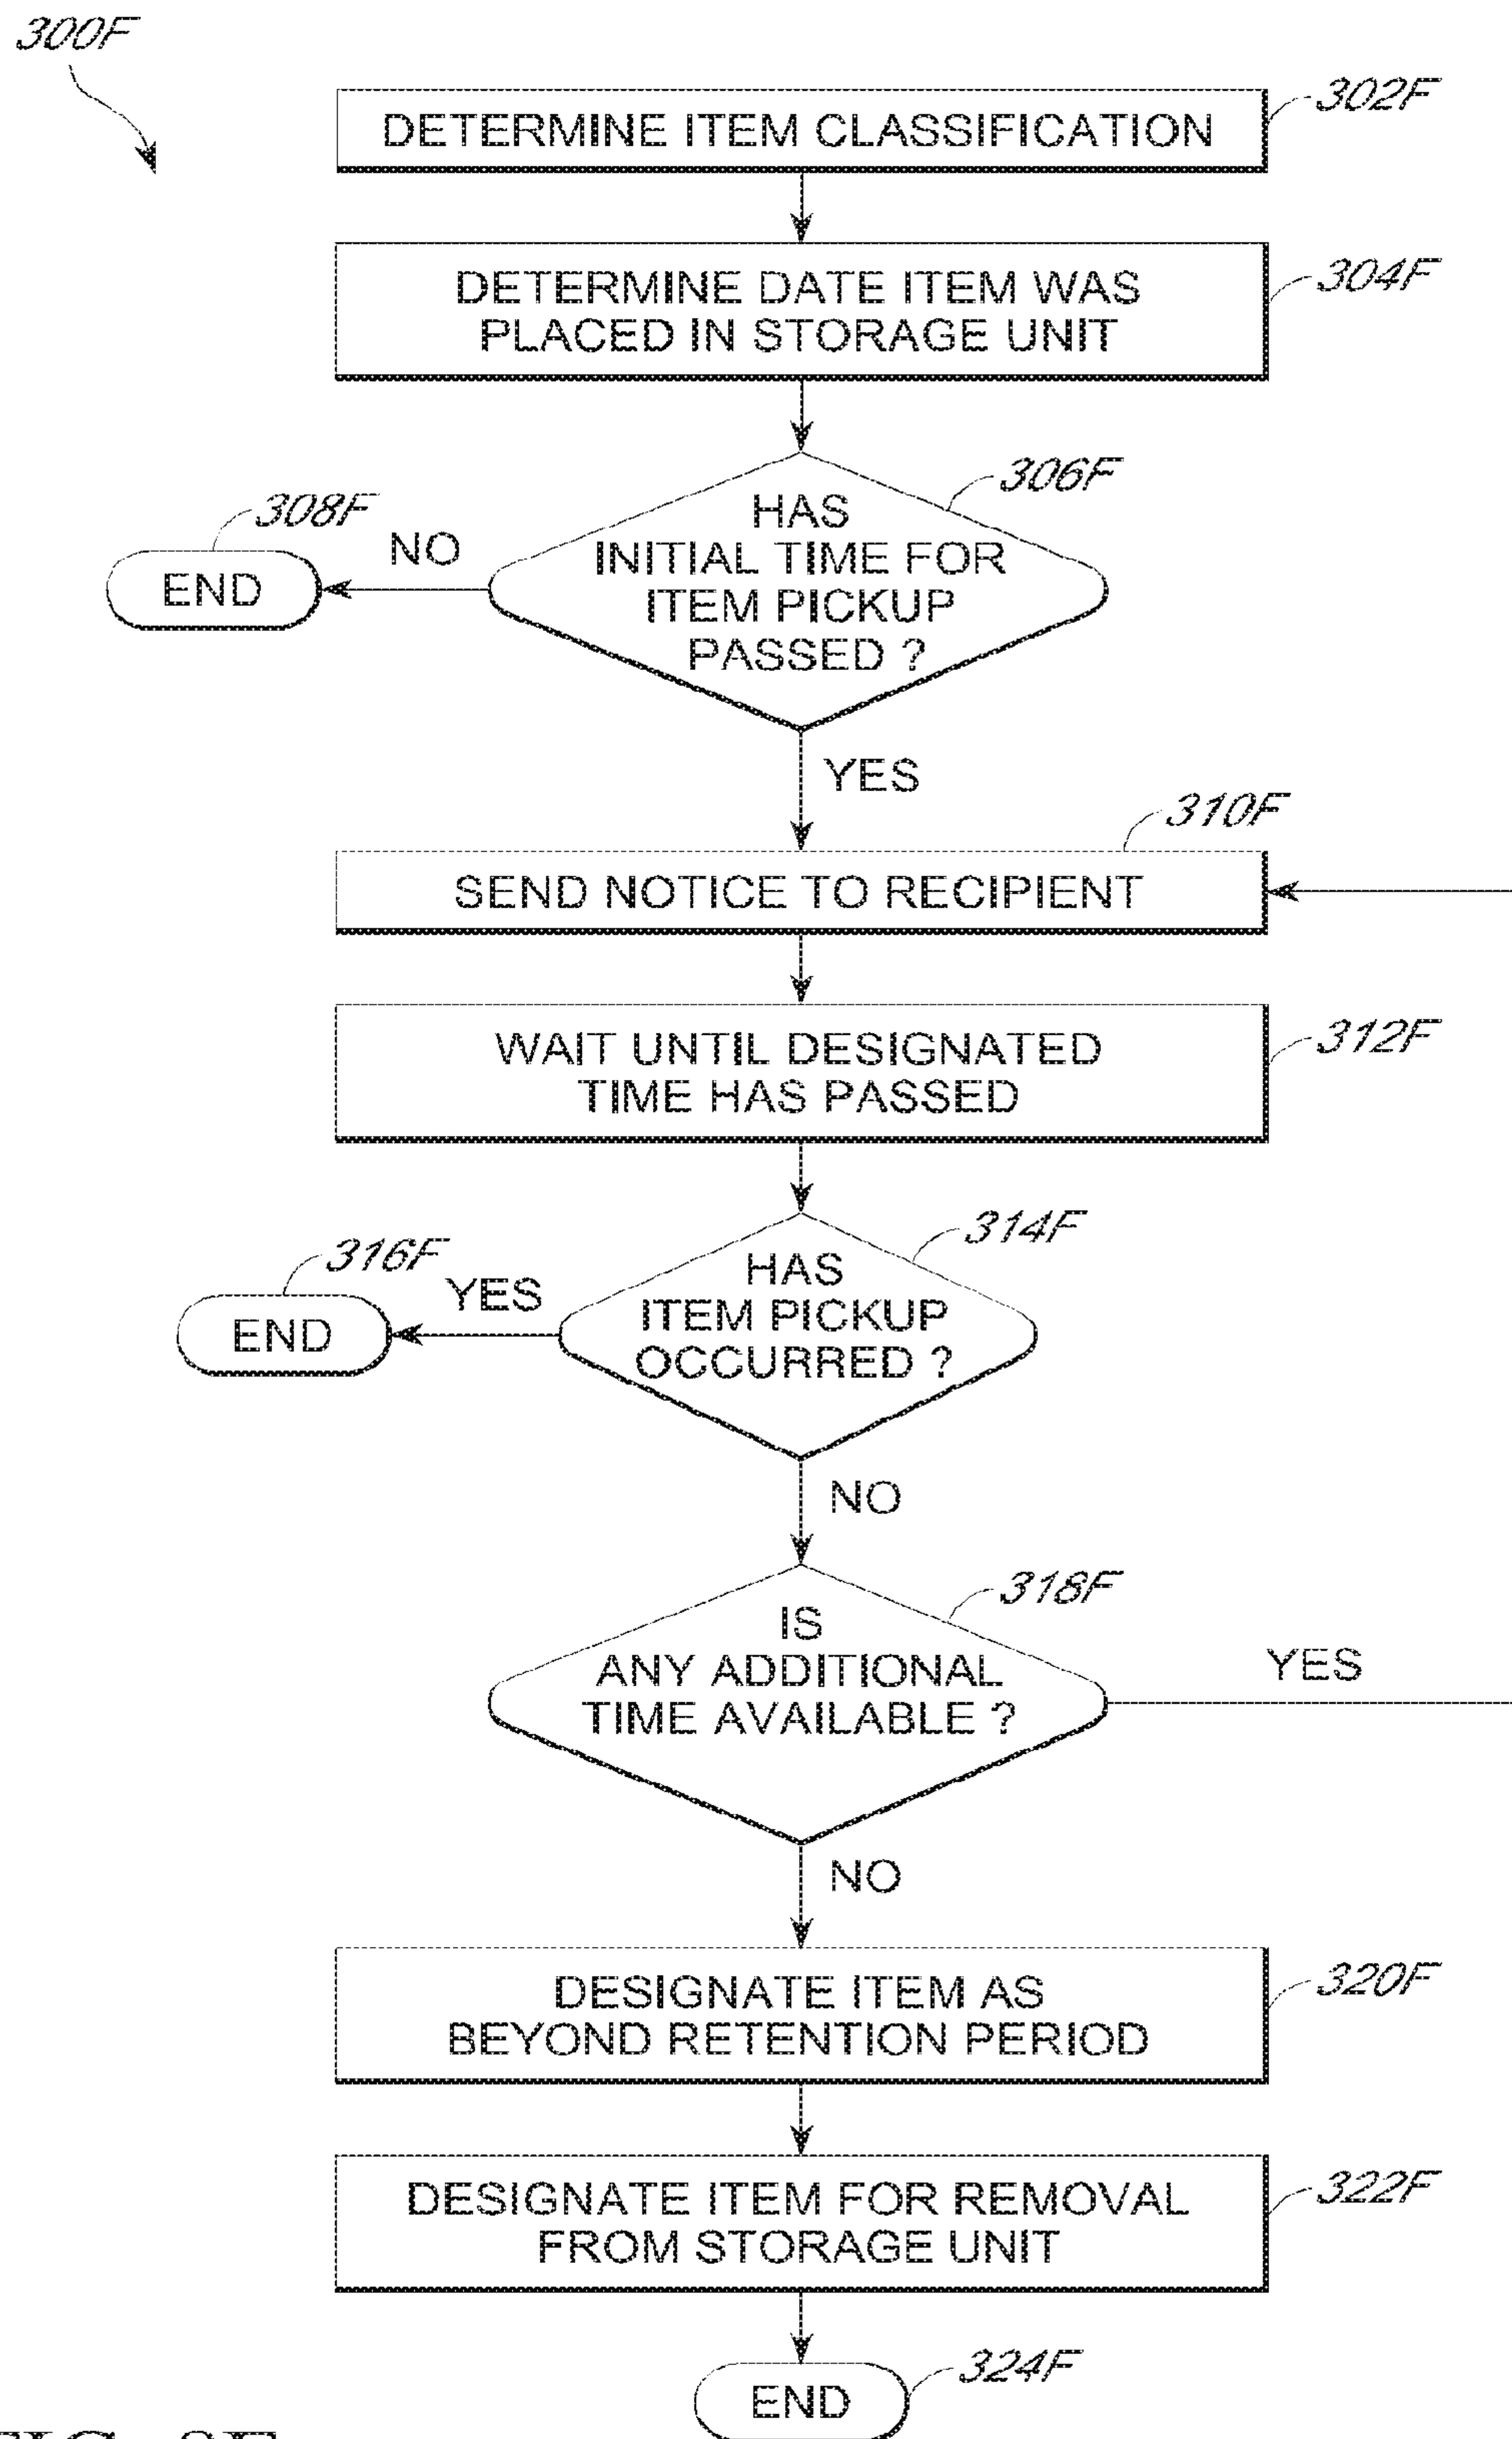 300F
302F
DETERMINE ITEM CLASSIFICATION
304F
DETERMINE DATE ITEM WAS
PLACED IN STORAGE UNIT
306F
HAS
INITIAL TIME FOR
ITEM PICKUP
PASSED ?
308F
NO
END
YES
310F
SEND NOTICE TO RECIPIENT
312F
WAIT UNTIL DESIGNATED
TIME HAS PASSED
314F
HAS
ITEM PICKUP
OCCURRED ?
316F
YES
END
NO
318F
IS
ANY ADDITIONAL
TIME AVAILABLE ?
YES
NO
320F
DESIGNATE ITEM AS
BEYOND RETENTION PERIOD
322F
DESIGNATE ITEM FOR REMOVAL
FROM STORAGE UNIT
324F
END